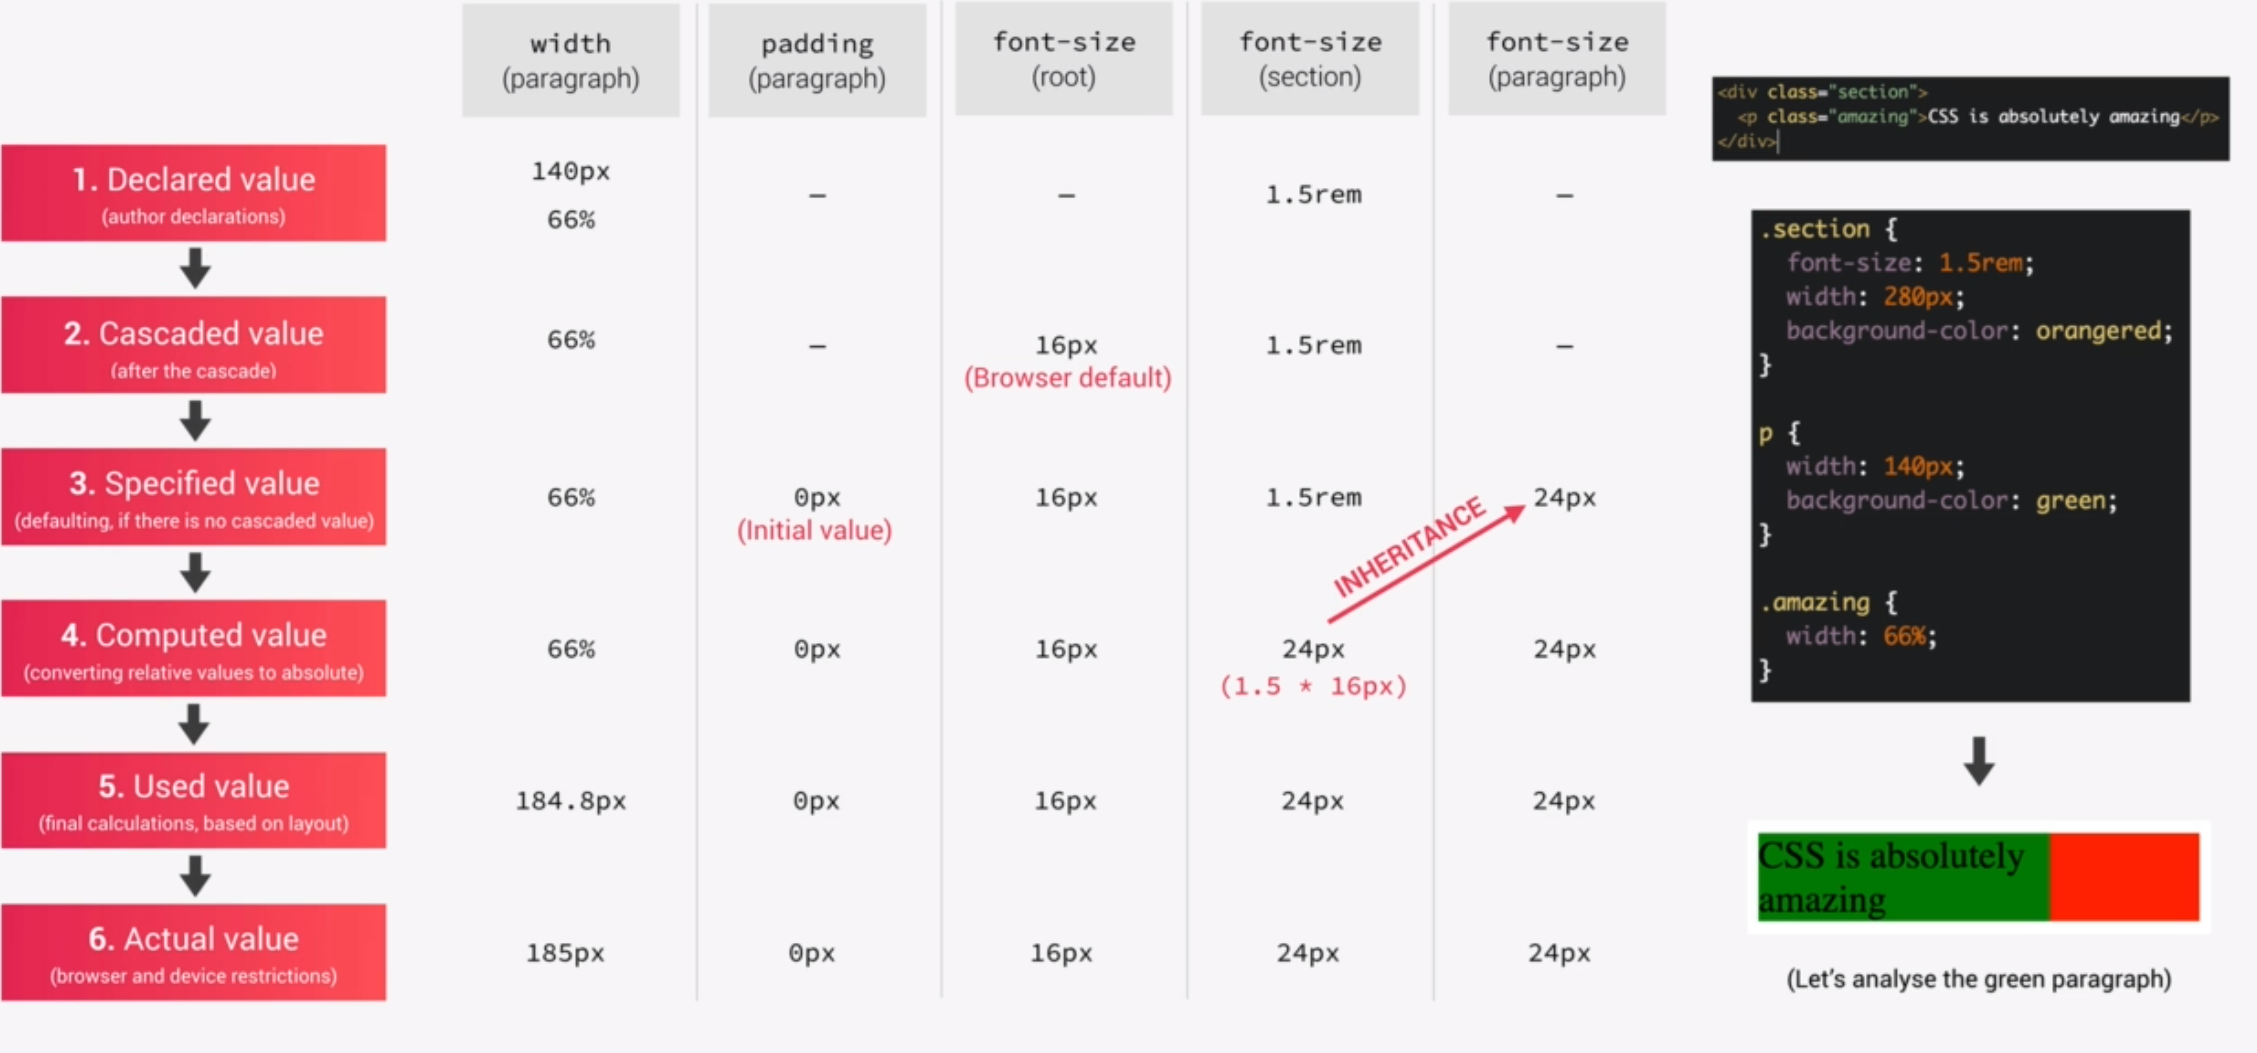 width
(paragraph)
padding
(paragraph)
font-size
(root)
font-size
(section)
font-size
(paragraph)
1. Declared value
(author declarations)
140px
66%
–
–
1.5rem
–
2. Cascaded value
(after the cascade)
66%
–
16px
(Browser default)
1.5rem
–
3. Specified value
(defaulting, if there is no cascaded value)
66%
0px
(Initial value)
16px
1.5rem
24px
INHERITANCE
4. Computed value
(converting relative values to absolute)
66%
0px
16px
24px
(1.5 * 16px)
24px
5. Used value
(final calculations, based on layout)
184.8px
0px
16px
24px
24px
6. Actual value
(browser and device restrictions)
185px
0px
16px
24px
24px
<div class="section">
<p class="amazing">CSS is absolutely amazing</p>
</div>
.section {
font-size: 1.5rem;
width: 280px;
background-color: orangered;
}
p {
width: 140px;
background-color: green;
}
.amazing {
width: 66%;
}
CSS is absolutely
amazing
(Let's analyse the green paragraph)